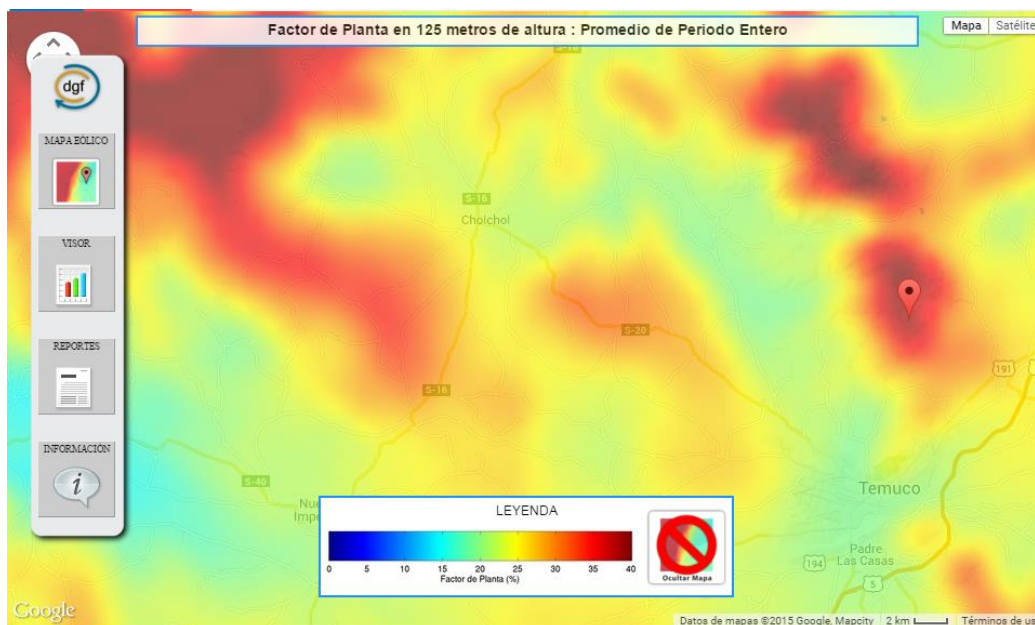 Factor de Planta en 125 metros de altura : Promedio de Periodo Entero
Mapa
Satélite
dgf
MAPA EÓLICO
VISOR
REPORTES
INFORMACIÓN
S-16
S-16
Cholchol
S-20
S-16
S-40
191
Temuco
Padre
Las Casas
194
5
LEYENDA
0 5 10 15 20 25 30 35 40
Factor de Planta (%)
Ocultar Mapa
Google
Datos de mapas ©2015 Google, Mapcity
2 km
Términos de us